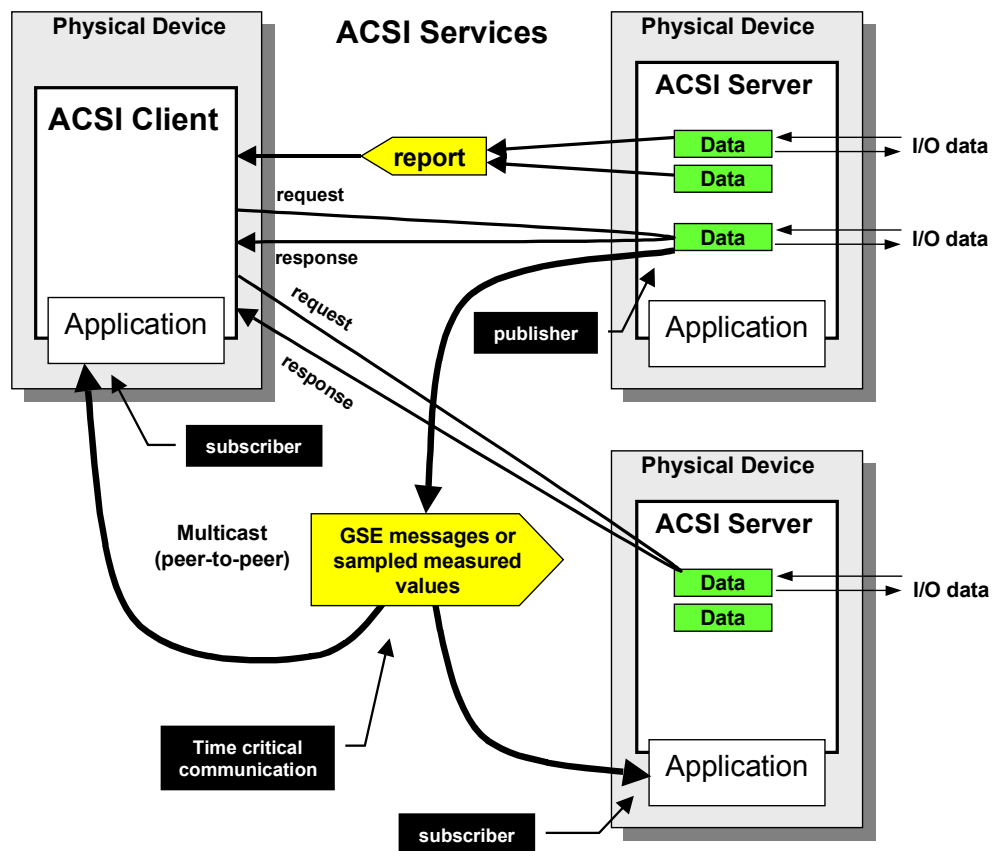 Physical Device
ACSI Services
Physical Device
ACSI Client
ACSI Server
report
Data
I/O data
Data
request
Data
I/O data
response
request
Application
publisher
Application
response
subscriber
Physical Device
ACSI Server
Multicast
(peer-to-peer)
GSE messages or
sampled measured
values
Data
I/O data
Data
Time critical
communication
Application
subscriber